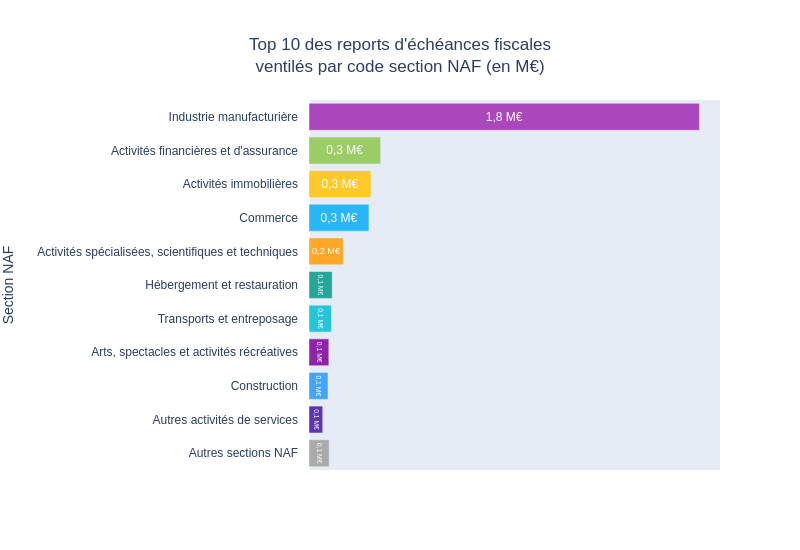 Top 10 des reports d'échéances fiscales
ventilés par code section NAF (en M€)
Section NAF
Industrie manufacturière 1,8 M€
Activités financières et d'assurance 0,3 M€
Activités immobilières 0,3 M€
Commerce 0,3 M€
Activités spécialisées, scientifiques et techniques 0,2 M€
Hébergement et restauration 0,1 M€
Transports et entreposage 0,1 M€
Arts, spectacles et activités récréatives 0,1 M€
Construction 0,1 M€
Autres activités de services 0,1 M€
Autres sections NAF 0,1 M€